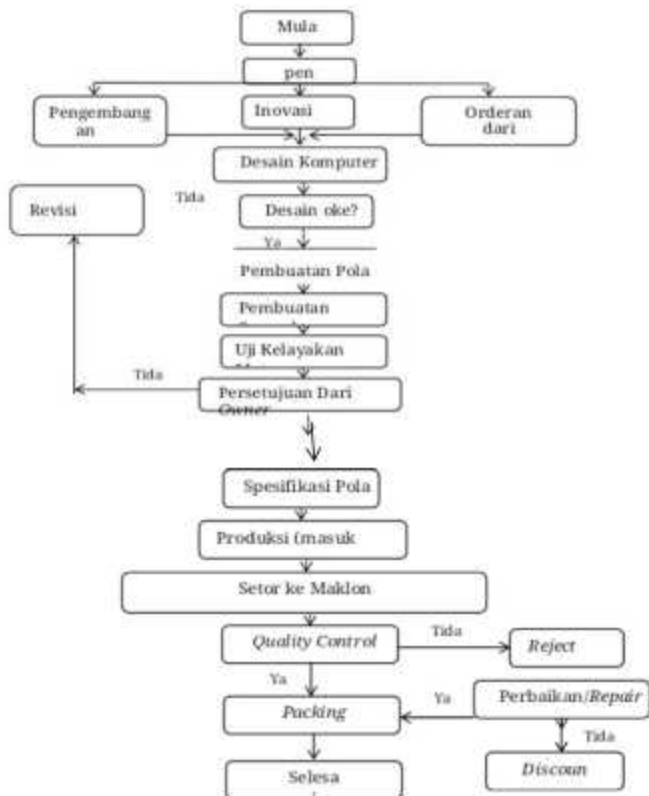 Mula
pen
Pengembang
an
Inovasi
Orderan
dari
Desain Komputer
Tida
Revisi
Desain oke?
Ya
Pembuatan Pola
Pembuatan
Uji Kelayakan
Tida
Persetujuan Dari
Owner
Spesifikasi Pola
Produksi (masuk
Setor ke Maklon
Quality Control
Tida
Reject
Ya
Perbaikan/Repair
Ya
Packing
Tida
Discoun
Selesa